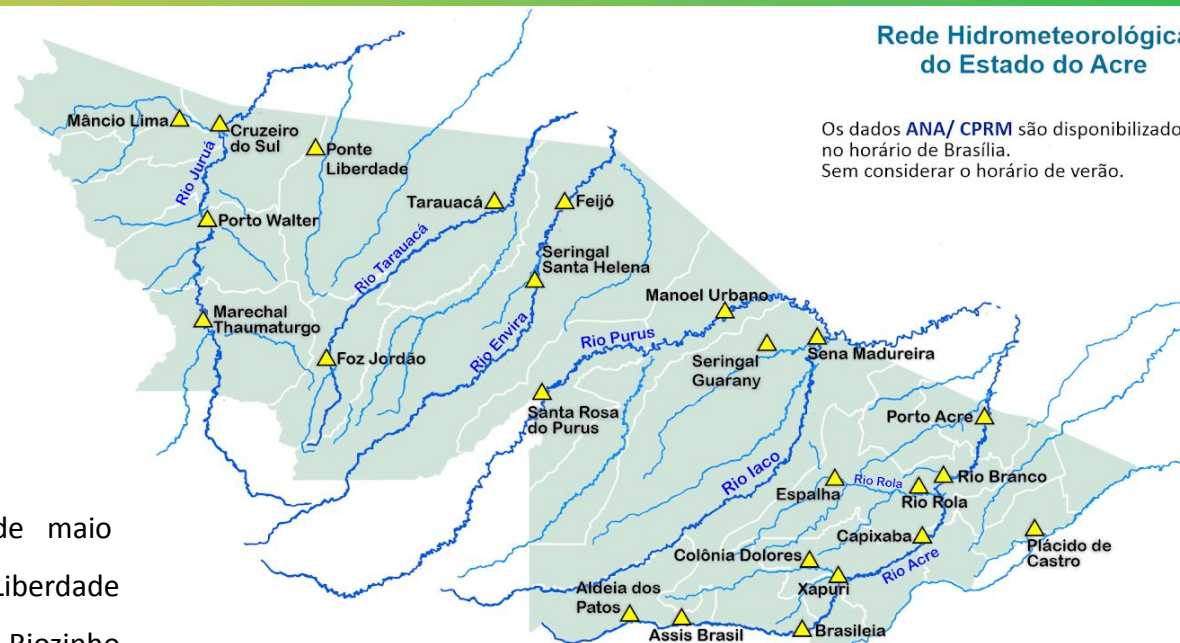 Rede Hidrometeorológica
do Estado do Acre
Os dados ANA/ CPRM são disponibilizado
no horário de Brasília.
Sem considerar o horário de verão.
Mâncio Lima
Cruzeiro
do Sul
Ponte
Liberdade
Rio Juruá
Porto Walter
Tarauacá
Feijó
Rio Tarauacá
Seringal
Santa Helena
Marechal
Thaumaturgo
Foz Jordão
Rio Envira
Manoel Urbano
Rio Purus
Seringal
Guarany
Sena Madureira
Santa Rosa
do Purus
Porto Acre
Rio Iaco
Espalha
Rio Rola
Rio Rola
Rio Branco
Capixaba
Plácido de
Castro
Colônia Dolores
Rio Acre
Xapuri
Aldeia dos
Patos
Assis Brasil
Brasileia
de maio
Liberdade
Riozinho